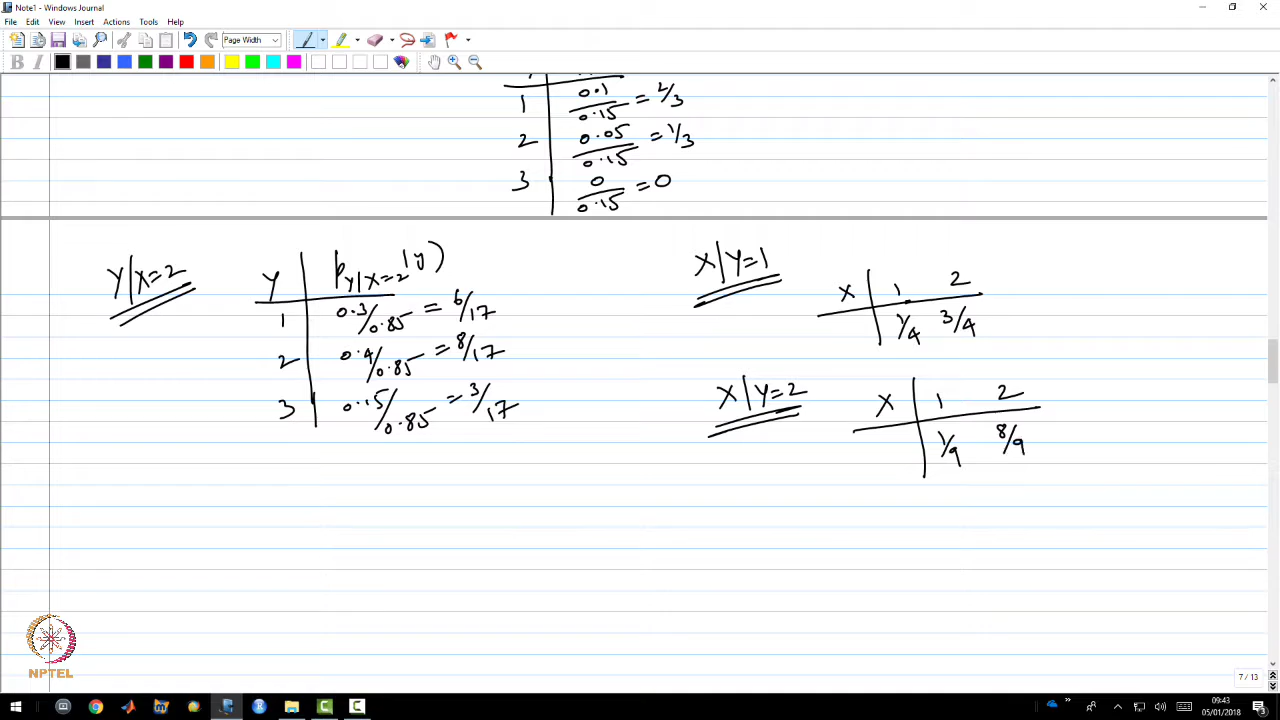 Note1 - Windows Journal
File Edit View Insert Actions Tools Help
Page Width
B I
1 0.1/0.15 = 2/3
2 0.05/0.15 = 1/3
3 0/0.15 = 0
Y|X=2
Y p_{Y|X=2}(y)
1 0.3/0.85 = 6/17
2 0.4/0.85 = 8/17
3 0.15/0.85 = 3/17
X|Y=1
X 1 2
1/4 3/4
X|Y=2
X 1 2
1/9 8/9
NPTEL
7 / 13
09:43
05/01/2018